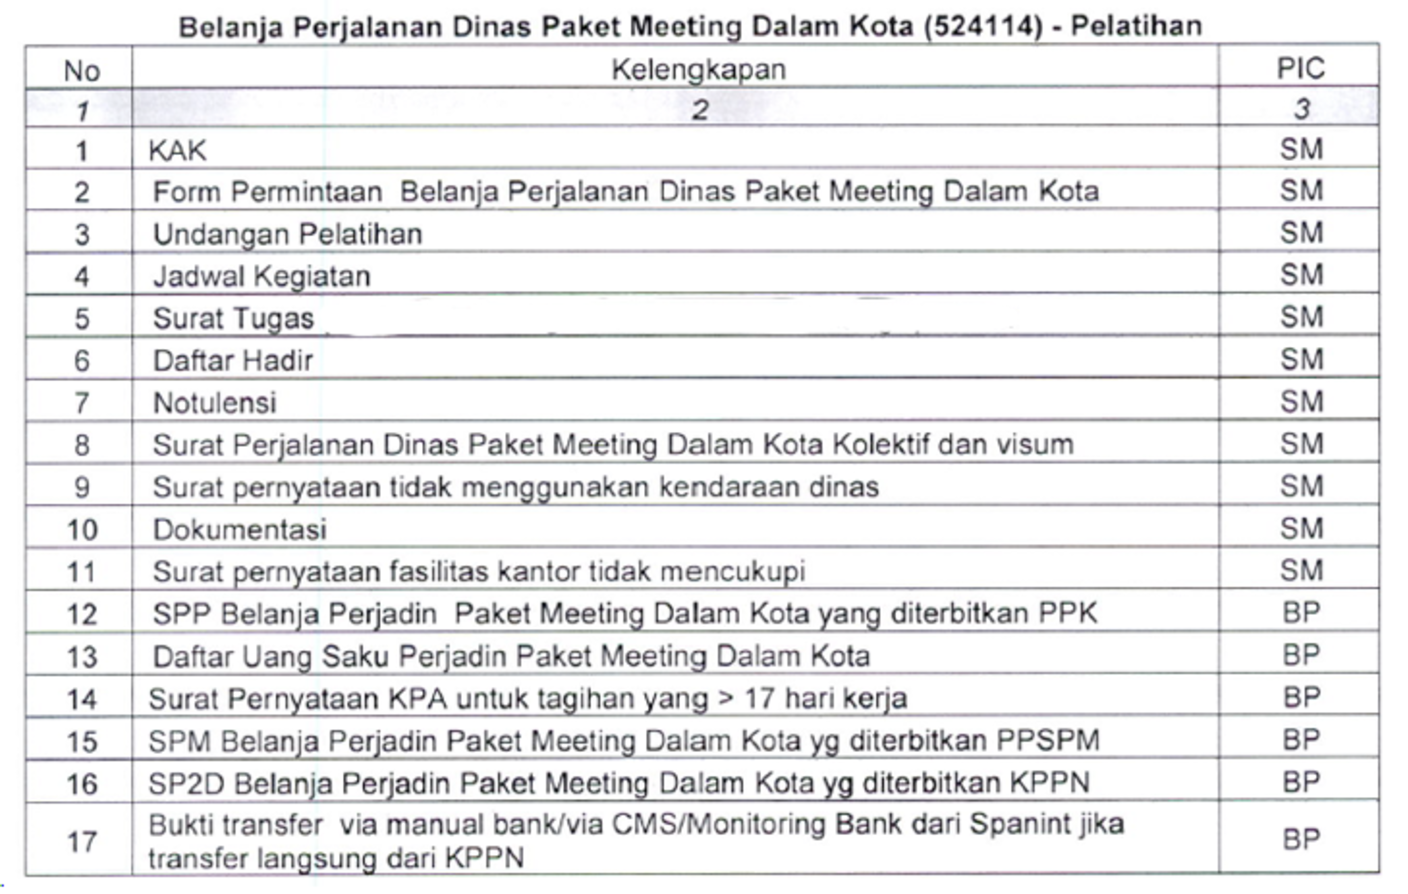 Belanja Perjalanan Dinas Paket Meeting Dalam Kota (524114) - Pelatihan
No Kelengkapan PIC
1 2 3
1 KAK SM
2 Form Permintaan Belanja Perjalanan Dinas Paket Meeting Dalam Kota SM
3 Undangan Pelatihan SM
4 Jadwal Kegiatan SM
5 Surat Tugas SM
6 Daftar Hadir SM
7 Notulensi SM
8 Surat Perjalanan Dinas Paket Meeting Dalam Kota Kolektif dan visum SM
9 Surat pernyataan tidak menggunakan kendaraan dinas SM
10 Dokumentasi SM
11 Surat pernyataan fasilitas kantor tidak mencukupi SM
12 SPP Belanja Perjadin Paket Meeting Dalam Kota yang diterbitkan PPK BP
13 Daftar Uang Saku Perjadin Paket Meeting Dalam Kota BP
14 Surat Pernyataan KPA untuk tagihan yang > 17 hari kerja BP
15 SPM Belanja Perjadin Paket Meeting Dalam Kota yg diterbitkan PPSPM BP
16 SP2D Belanja Perjadin Paket Meeting Dalam Kota yg diterbitkan KPPN BP
17 Bukti transfer via manual bank/via CMS/Monitoring Bank dari Spanint jika
transfer langsung dari KPPN BP